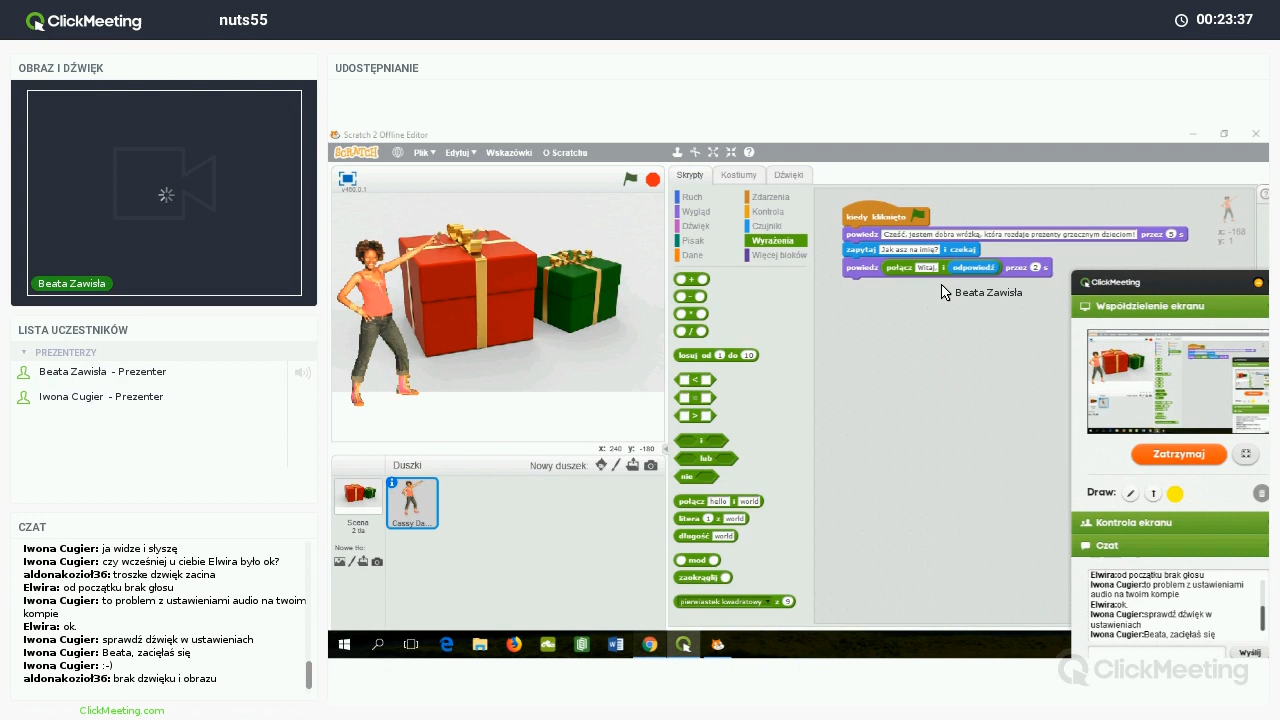 ClickMeeting
nuts55
00:23:37
OBRAZ I DŹWIĘK
Beata Zawisła
LISTA UCZESTNIKÓW
PREZENTERZY
Beata Zawisła - Prezenter
Iwona Cugier - Prezenter
CZAT
Iwona Cugier: ja widze i słyszę
Iwona Cugier: czy wcześniej u ciebie Elwira było ok?
aldonakozioł36: troszke dzwięk zacina
Elwira: od początku brak głosu
Iwona Cugier: to problem z ustawieniami audio na twoim
kompie
Elwira: ok.
Iwona Cugier: sprawdź dźwięk w ustawieniach
Iwona Cugier: Beata, zacięłaś się
Iwona Cugier: :-)
aldonakozioł36: brak dzwięku i obrazu
ClickMeeting.com
UDOSTĘPNIANIE
Scratch 2 Offline Editor
SCRATCH Plik Edytuj Wskazówki O Scratchu
v460.0.1
x: 240 y: -180
Duszki
Nowy duszek:
Scena
2 tła
Cassy Da...
Nowe tło:
Skrypty Kostiumy Dźwięki
Ruch Zdarzenia
Wygląd Kontrola
Dźwięk Czujniki
Pisak Wyrażenia
Dane Więcej bloków
+
-
*
/
losuj od 1 do 10
<
=
>
i
lub
nie
połącz hello i world
litera 1 z world
długość world
mod
zaokrąglij
pierwiastek kwadratowy z 9
kiedy kliknięto
powiedz Cześć, jestem dobra wróżką, która rozdaje prezenty grzecznym dzieciom! przez 5 s
zapytaj Jak asz na imię? i czekaj
powiedz połącz Witaj, i odpowiedź przez 2 s
Beata Zawisła
x: -168
y: 1
ClickMeeting
Współdzielenie ekranu
Zatrzymaj
Draw:
Kontrola ekranu
Czat
Elwira:od początku brak głosu
Iwona Cugier:to problem z ustawieniami
audio na twoim kompie
Elwira:ok.
Iwona Cugier:sprawdź dźwięk w
ustawieniach
Iwona Cugier:Beata, zacięłaś się
Wyślij
ClickMeeting